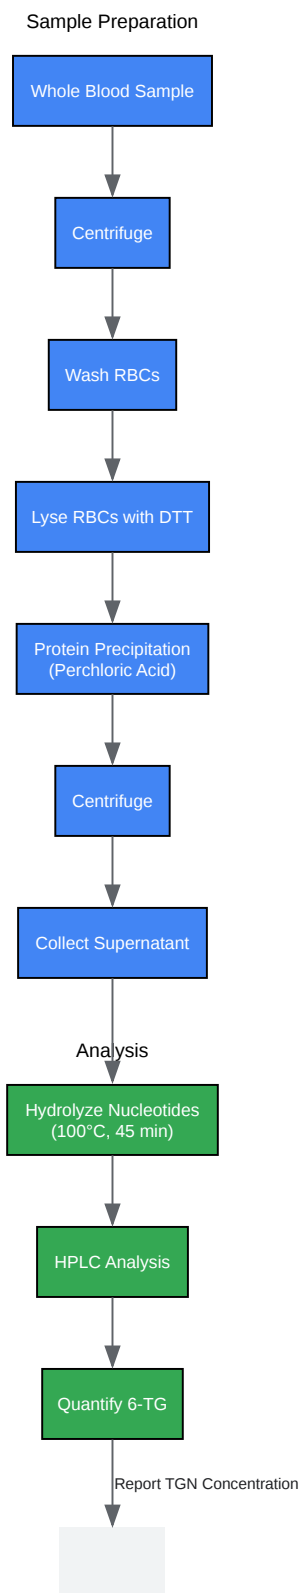 Sample Preparation
Whole Blood Sample
Centrifuge
Wash RBCs
Lyse RBCs with DTT
Protein Precipitation
(Perchloric Acid)
Centrifuge
Collect Supernatant
Analysis
Hydrolyze Nucleotides
(100°C, 45 min)
HPLC Analysis
Quantify 6-TG
Report TGN Concentration